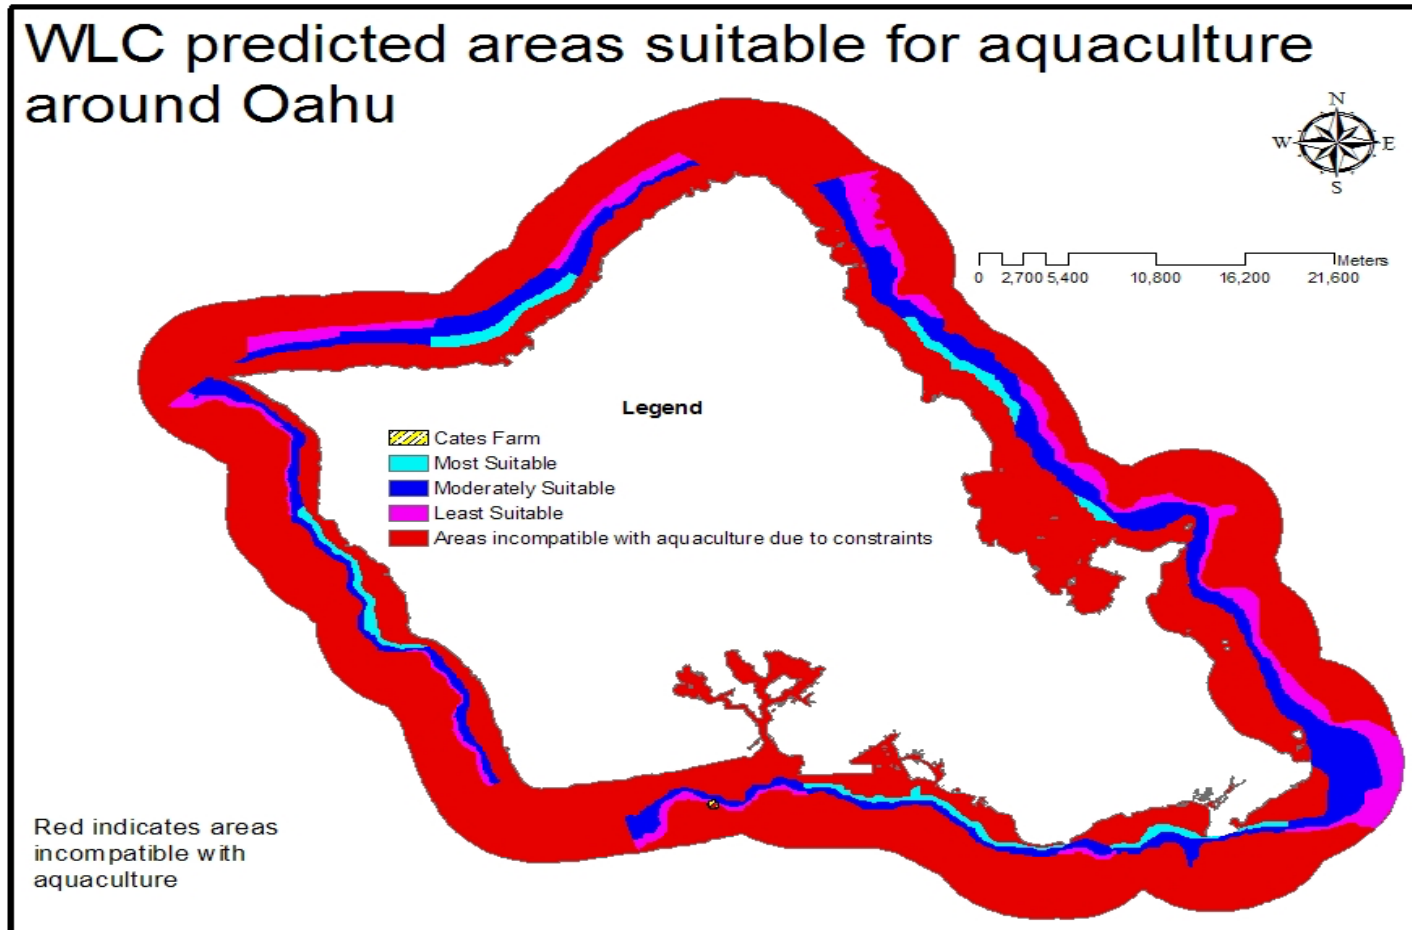 WLC predicted areas suitable for aquaculture
around Oahu
N
W
E
S
Meters
0 2,700 5,400 10,800 16,200 21,600
Legend
Cates Farm
Most Suitable
Moderately Suitable
Least Suitable
Areas incompatible with aquaculture due to constraints
Red indicates areas
incompatible with
aquaculture